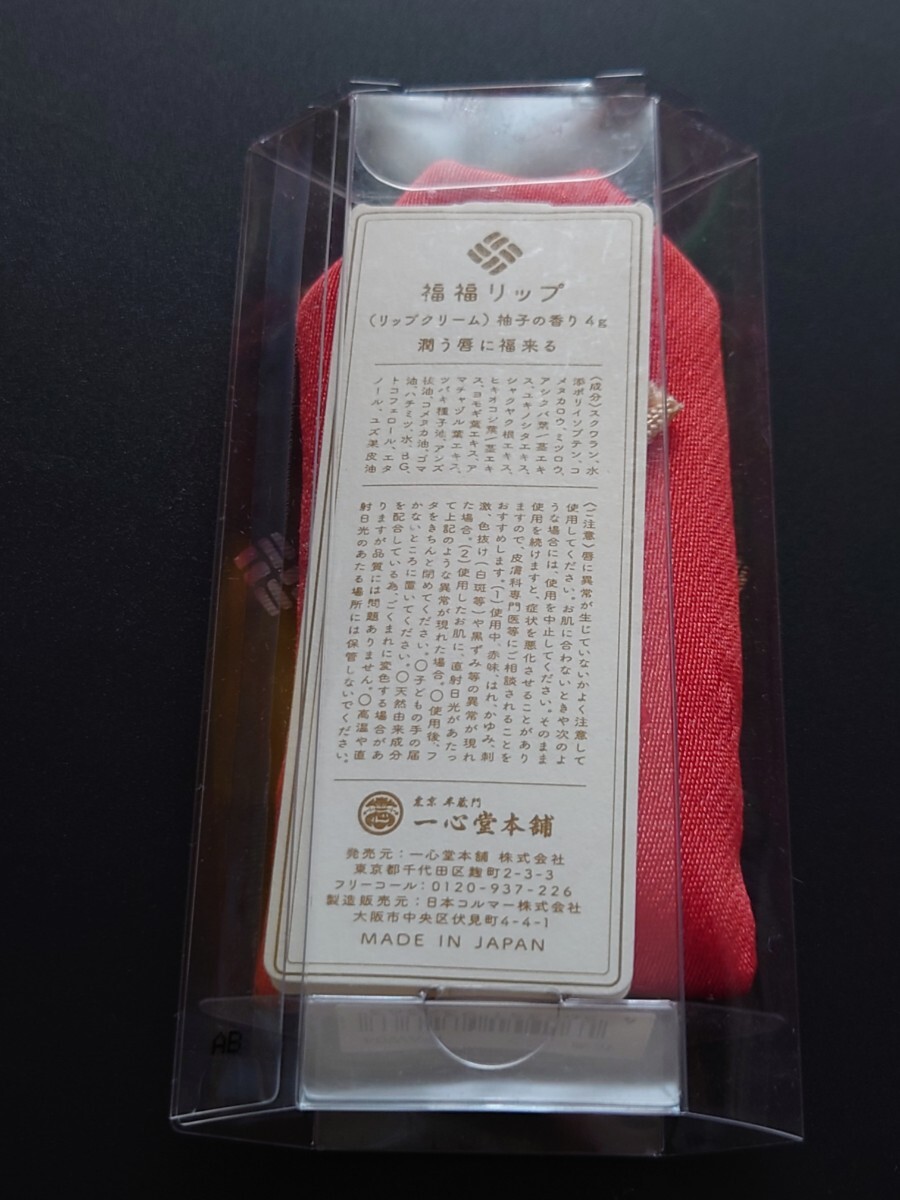 福福リップ
(リップクリーム) 柚子の香り 4g
潤う唇に福来る
〈成分〉スクワラン、水
添ポリイソブテン、コ
メヌカロウ、ミツロウ、
アシタバ葉/茎エキ
ス、ユキノシタエキス、
シャクヤク根エキス、
ヒキオコシ葉/茎エキ
ス、ヨモギ葉エキス、ア
マチャヅル葉エキス、
ツバキ種子油、アンズ
核油、コメヌカ油、ゴマ
油、ハチミツ、水、BG、
トコフェロール、エタ
ノール、ユズ果皮油
〈ご注意〉唇に異常が生じていないかよく注意して
使用してください。お肌に合わないときや次のよ
うな場合には、使用を中止してください。そのまま
使用を続けますと、症状を悪化させることがあり
ますので、皮膚科専門医等にご相談されることを
おすすめします。(1)使用中、赤味、はれ、かゆみ、刺
激、色抜け(白斑等)や黒ずみ等の異常が現れ
た場合。(2)使用したお肌に、直射日光があたっ
て上記のような異常が現れた場合。〇使用後、フ
タをきちんと閉めてください。〇子どもの手の届
かないところに置いてください。〇天然由来成分
を配合している為、ごくまれに変色する場合があ
りますが品質には問題ありません。〇高温や直
射日光のあたる場所には保管しないでください。
東京 半蔵門
一心堂本舗
発売元：一心堂本舗 株式会社
東京都千代田区麹町2-3-3
フリーコール：0120-937-226
製造販売元：日本コルマー株式会社
大阪市中央区伏見町4-4-1
MADE IN JAPAN
AB